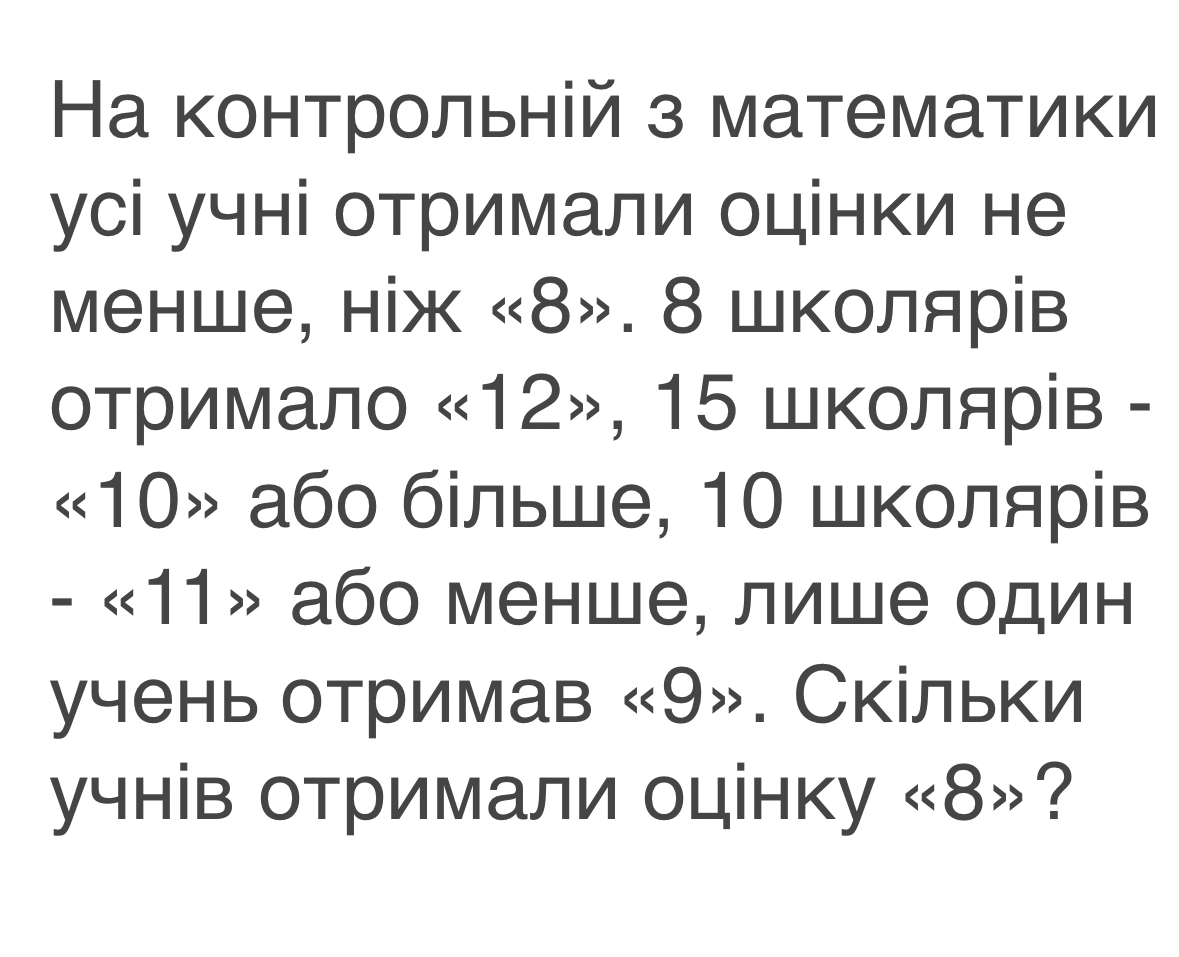 На контрольній з математики
усі учні отримали оцінки не
менше, ніж «8». 8 школярів
отримало «12», 15 школярів -
«10» або більше, 10 школярів
- «11» або менше, лише один
учень отримав «9». Скільки
учнів отримали оцінку «8»?